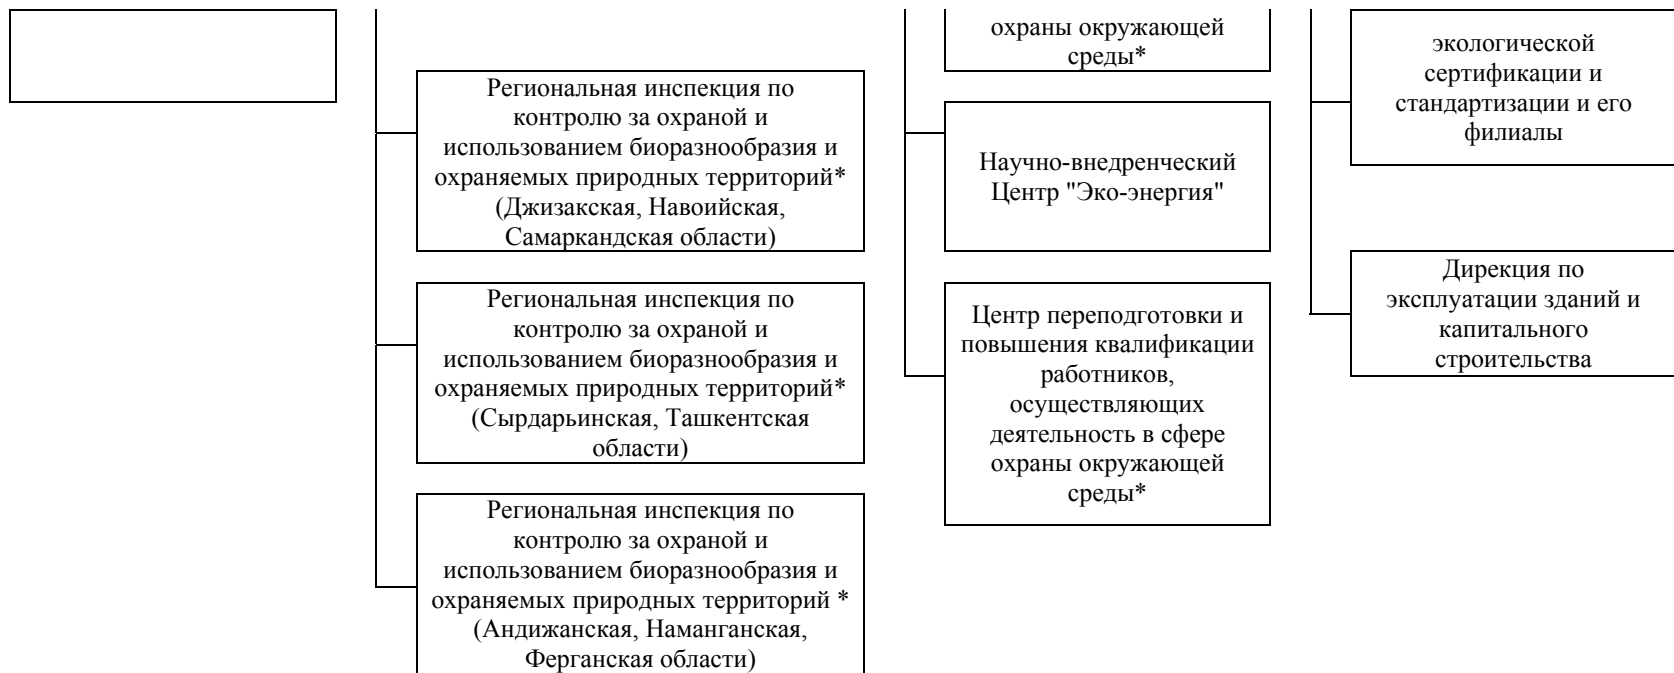 Региональная инспекция по
контролю за охраной и
использованием биоразнообразия и
охраняемых природных территорий*
(Джизакская, Навоийская,
Самаркандская области)
Региональная инспекция по
контролю за охраной и
использованием биоразнообразия и
охраняемых природных территорий*
(Сырдарьинская, Ташкентская
области)
Региональная инспекция по
контролю за охраной и
использованием биоразнообразия и
охраняемых природных территорий *
(Андижанская, Наманганская,
Ферганская области)
охраны окружающей
среды*
Научно-внедренческий
Центр "Эко-энергия"
Центр переподготовки и
повышения квалификации
работников,
осуществляющих
деятельность в сфере
охраны окружающей
среды*
экологической
сертификации и
стандартизации и его
филиалы
Дирекция по
эксплуатации зданий и
капитального
строительства